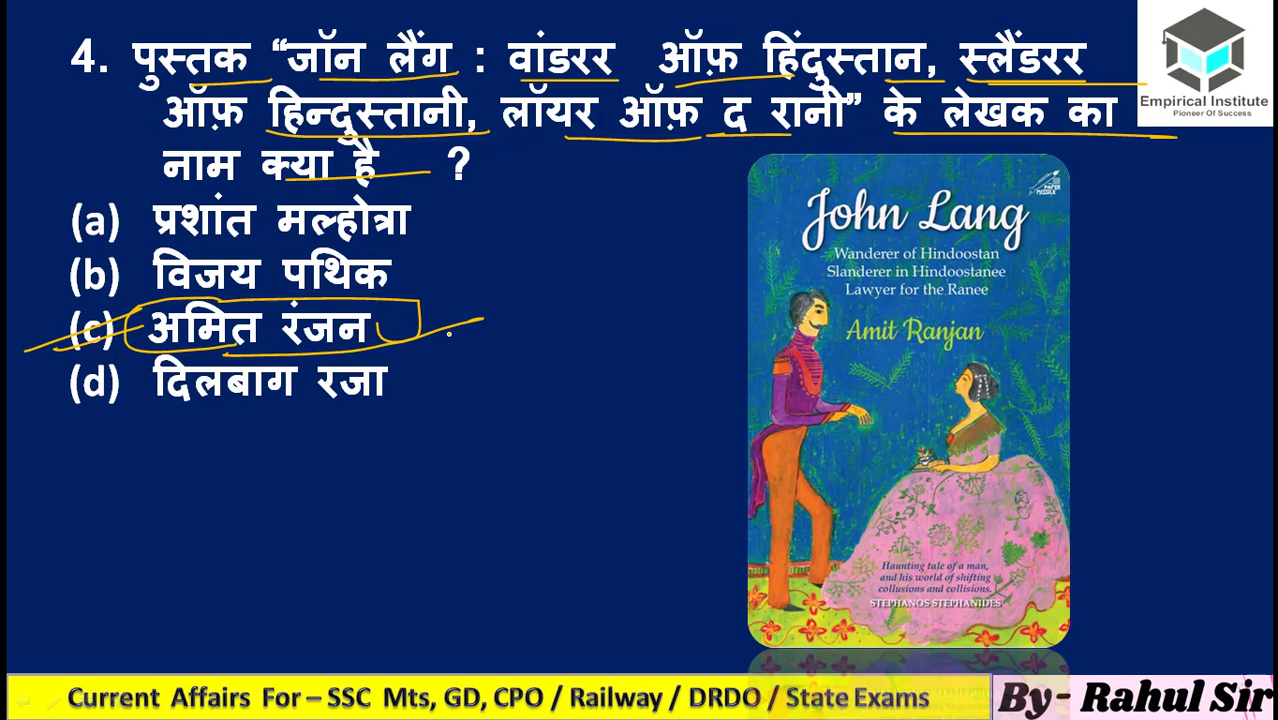 4. पुस्तक “जॉन लैंग : वांडरर ऑफ़ हिंदुस्तान, स्लैंडरर
ऑफ़ हिन्दुस्तानी, लॉयर ऑफ़ द रानी” के लेखक का
नाम क्या है ?
(a) प्रशांत मल्होत्रा
(b) विजय पथिक
(c) अमित रंजन
(d) दिलबाग रजा
Empirical Institute
Pioneer Of Success
John Lang
Wanderer of Hindoostan
Slanderer in Hindoostanee
Lawyer for the Ranee
Amit Ranjan
Haunting tale of a man,
and his world of shifting
collusions and collisions.
STEPHANOS STEPHANIDES
Current Affairs For – SSC Mts, GD, CPO / Railway / DRDO / State Exams
By- Rahul Sir